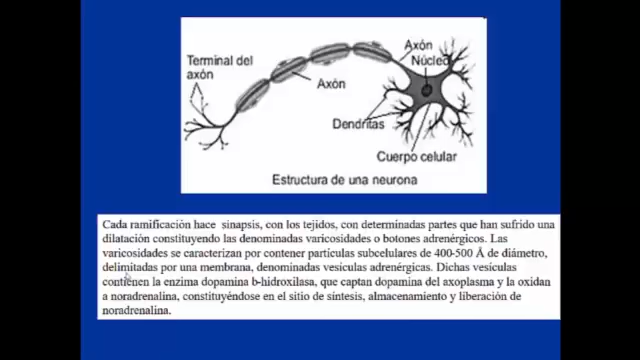 Terminal del
axón
Axón
Axón
Núcleo
Dendritas
Cuerpo celular
Estructura de una neurona
Cada ramificación hace sinapsis, con los tejidos, con determinadas partes que han sufrido una
dilatación constituyendo las denominadas varicosidades o botones adrenérgicos. Las
varicosidades se caracterizan por contener partículas subcelulares de 400-500 Å de diámetro,
delimitadas por una membrana, denominadas vesículas adrenérgicas. Dichas vesículas
contienen la enzima dopamina b-hidroxilasa, que captan dopamina del axoplasma y la oxidan
a noradrenalina, constituyéndose en el sitio de síntesis, almacenamiento y liberación de
noradrenalina.